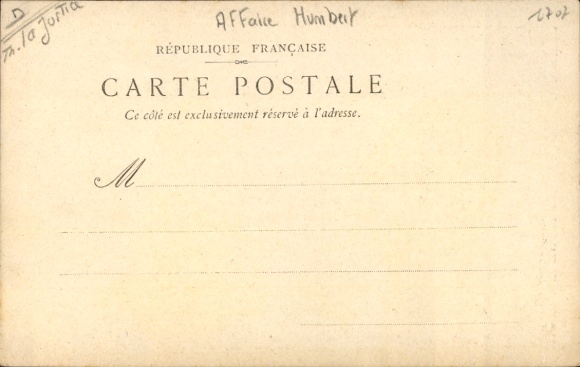 D
Affaire Humbert
RÉPUBLIQUE FRANÇAISE
CARTE POSTALE
Ce côté est exclusivement réservé à l'adresse.
M